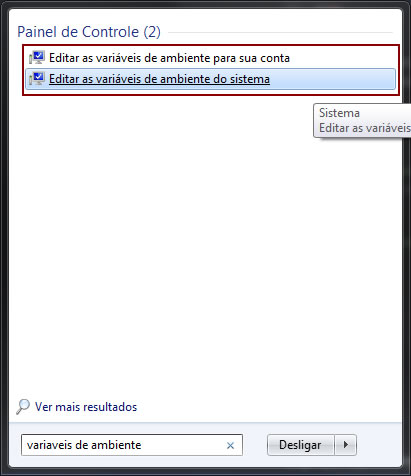 Painel de Controle (2)
Editar as variáveis de ambiente para sua conta
Editar as variáveis de ambiente do sistema
Sistema
Editar as variáveis
Ver mais resultados
variaveis de ambiente
Desligar